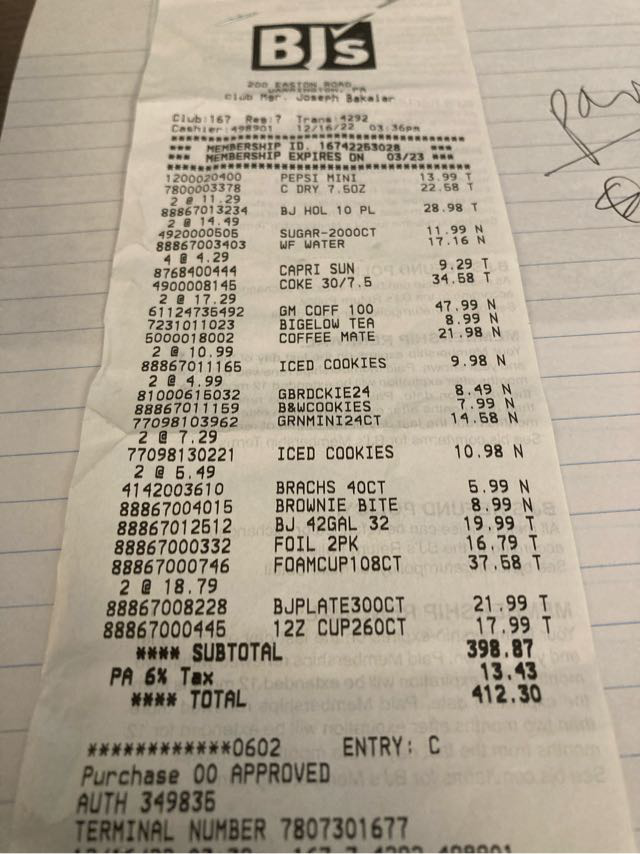 BJ's
200 EASTON ROAD
WARRINGTON, PA
Club Mgr. Joseph Bakalar
Club:167 Reg:7 Trans:4292
Cashier:498901 12/16/22 03:36pm
*** MEMBERSHIP ID. 16742253028 ***
*** MEMBERSHIP EXPIRES ON 03/23 ***
1200020400 PEPSI MINI 13.99 T
7800003378 C DRY 7.5OZ 22.58 T
2 @ 11.29
88867013234 BJ HOL 10 PL 28.98 T
2 @ 14.49
4920000505 SUGAR-2000CT 11.99 N
88867003403 WF WATER 17.16 N
4 @ 4.29
8768400444 CAPRI SUN 9.29 T
4900008145 COKE 30/7.5 34.58 T
2 @ 17.29
61124735492 GM COFF 100 47.99 N
7231011023 BIGELOW TEA 8.99 N
5000018002 COFFEE MATE 21.98 N
2 @ 10.99
88867011165 ICED COOKIES 9.98 N
2 @ 4.99
81000615032 GBRDCKIE24 8.49 N
88867011159 B&WCOOKIES 7.99 N
77098103962 GRNMINI24CT 14.58 N
2 @ 7.29
77098130221 ICED COOKIES 10.98 N
2 @ 5.49
4142003610 BRACHS 40CT 5.99 N
88867004015 BROWNIE BITE 8.99 N
88867012512 BJ 42GAL 32 19.99 T
88867000332 FOIL 2PK 16.79 T
88867000746 FOAMCUP108CT 37.58 T
2 @ 18.79
88867008228 BJPLATE300CT 21.99 T
88867000445 12Z CUP260CT 17.99 T
**** SUBTOTAL 398.87
PA 6% Tax 13.43
**** TOTAL 412.30
************0602 ENTRY: C
Purchase 00 APPROVED
AUTH 349835
TERMINAL NUMBER 7807301677